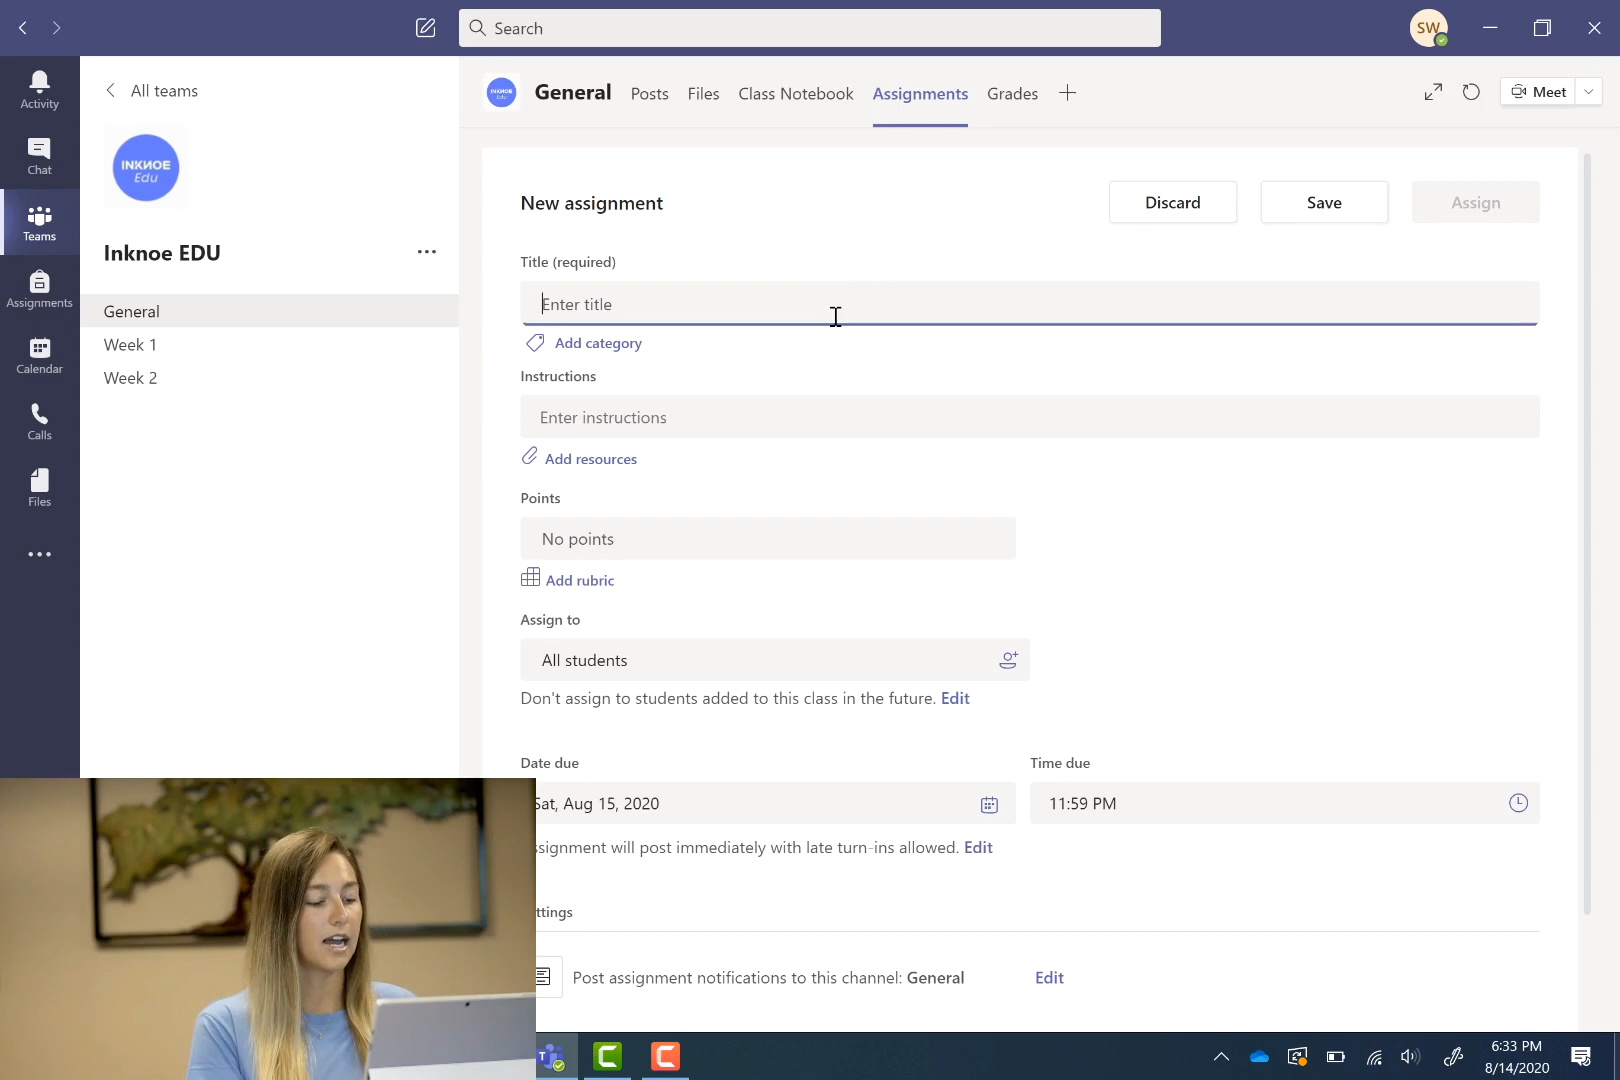 Search
SW
Activity
Chat
Teams
Assignments
Calendar
Calls
Files
All teams
INKNOE
Edu
Inknoe EDU
General
Week 1
Week 2
INKNOE
Edu
General Posts Files Class Notebook Assignments Grades
Meet
New assignment
Discard
Save
Assign
Title (required)
Enter title
Add category
Instructions
Enter instructions
Add resources
Points
No points
Add rubric
Assign to
All students
Don't assign to students added to this class in the future. Edit
Date due
Time due
Sat, Aug 15, 2020
11:59 PM
ssignment will post immediately with late turn-ins allowed. Edit
ttings
Post assignment notifications to this channel: General
Edit
T
C
C
6:33 PM
8/14/2020